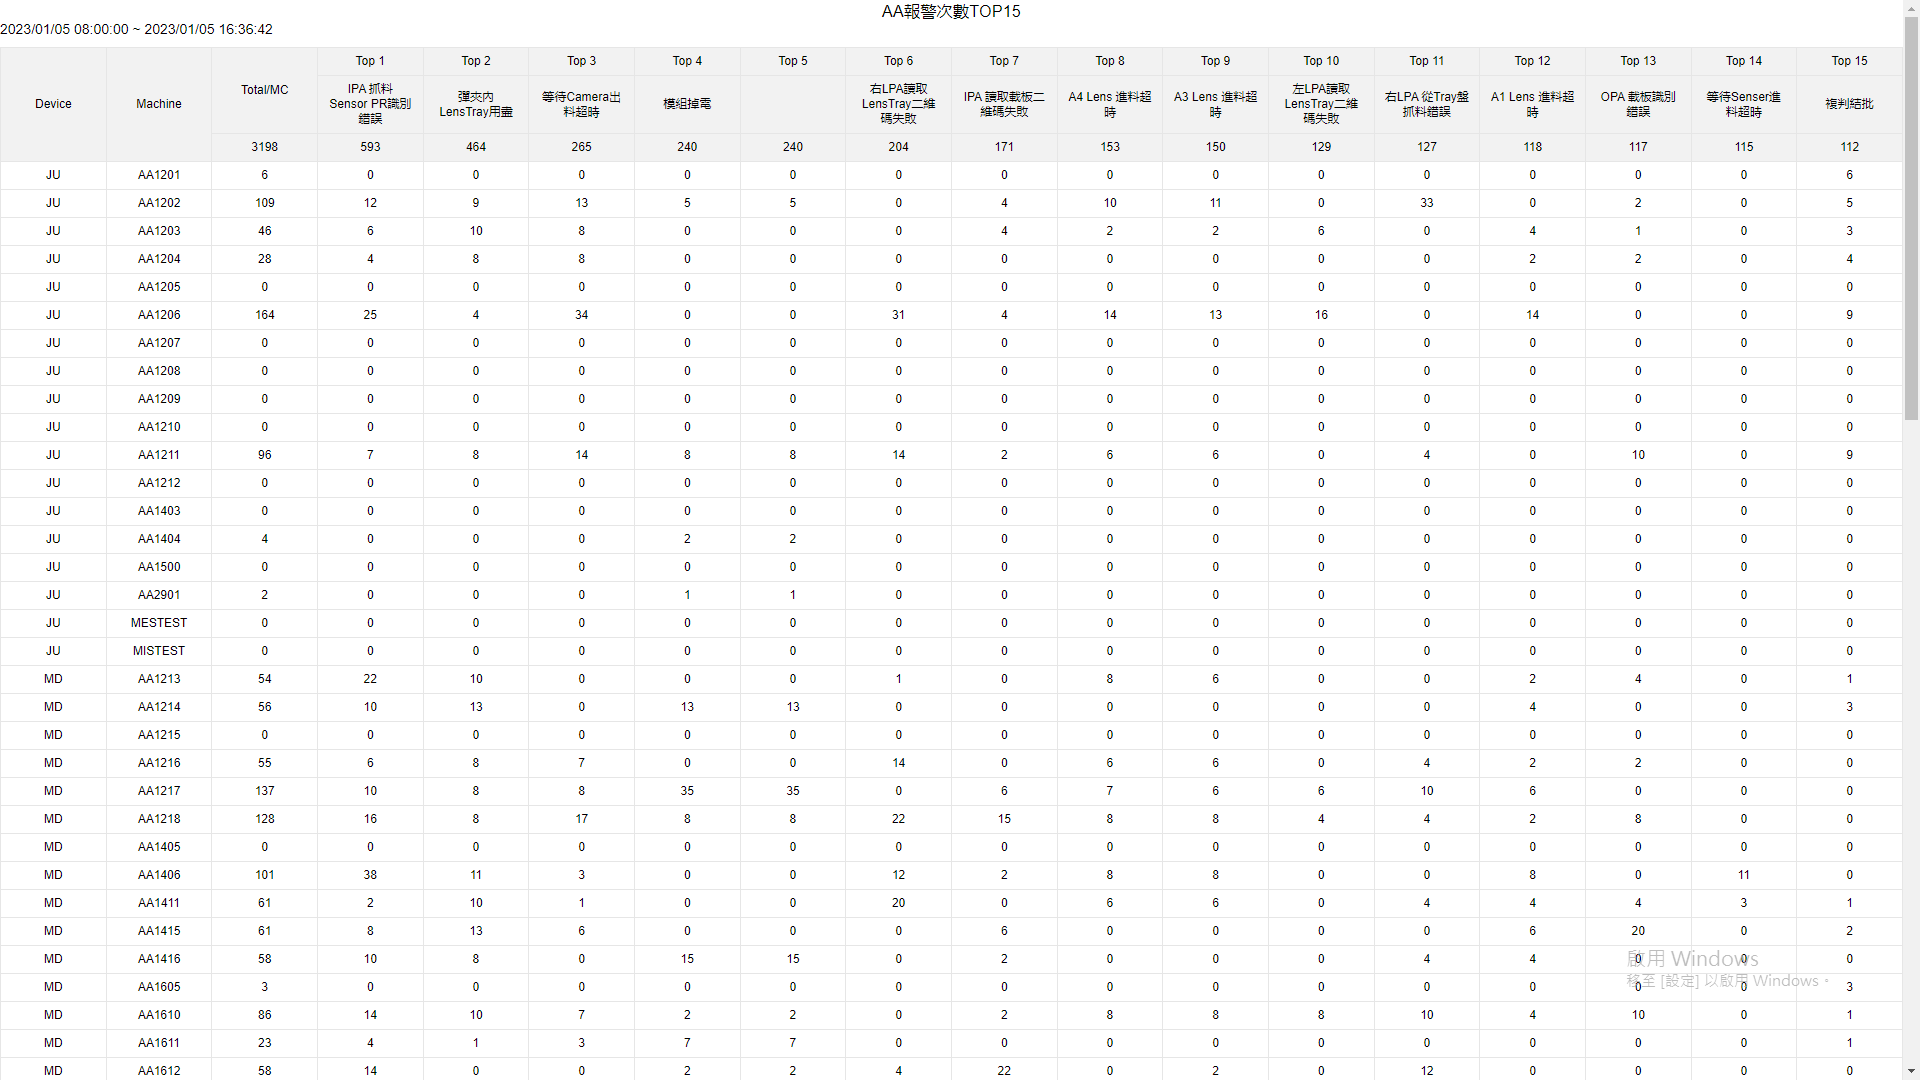 AA報警次數TOP15
2023/01/05 08:00:00 ~ 2023/01/05 16:36:42
Device Machine Total/MC Top 1 Top 2 Top 3 Top 4 Top 5 Top 6 Top 7 Top 8 Top 9 Top 10 Top 11 Top 12 Top 13 Top 14 Top 15
IPA 抓料
Sensor PR識別
錯誤
彈夾內
LensTray用盡
等待Camera出
料超時
模組掉電
右LPA讀取
LensTray二維
碼失敗
IPA 讀取載板二
維碼失敗
A4 Lens 進料超
時
A3 Lens 進料超
時
左LPA讀取
LensTray二維
碼失敗
右LPA 從Tray盤
抓料錯誤
A1 Lens 進料超
時
OPA 載板識別
錯誤
等待Senser進
料超時
複判結批
3198 593 464 265 240 240 204 171 153 150 129 127 118 117 115 112
JU AA1201 6 0 0 0 0 0 0 0 0 0 0 0 0 0 0 6
JU AA1202 109 12 9 13 5 5 0 4 10 11 0 33 0 2 0 5
JU AA1203 46 6 10 8 0 0 0 4 2 2 6 0 4 1 0 3
JU AA1204 28 4 8 8 0 0 0 0 0 0 0 0 2 2 0 4
JU AA1205 0 0 0 0 0 0 0 0 0 0 0 0 0 0 0 0
JU AA1206 164 25 4 34 0 0 31 4 14 13 16 0 14 0 0 9
JU AA1207 0 0 0 0 0 0 0 0 0 0 0 0 0 0 0 0
JU AA1208 0 0 0 0 0 0 0 0 0 0 0 0 0 0 0 0
JU AA1209 0 0 0 0 0 0 0 0 0 0 0 0 0 0 0 0
JU AA1210 0 0 0 0 0 0 0 0 0 0 0 0 0 0 0 0
JU AA1211 96 7 8 14 8 8 14 2 6 6 0 4 0 10 0 9
JU AA1212 0 0 0 0 0 0 0 0 0 0 0 0 0 0 0 0
JU AA1403 0 0 0 0 0 0 0 0 0 0 0 0 0 0 0 0
JU AA1404 4 0 0 0 2 2 0 0 0 0 0 0 0 0 0 0
JU AA1500 0 0 0 0 0 0 0 0 0 0 0 0 0 0 0 0
JU AA2901 2 0 0 0 1 1 0 0 0 0 0 0 0 0 0 0
JU MESTEST 0 0 0 0 0 0 0 0 0 0 0 0 0 0 0 0
JU MISTEST 0 0 0 0 0 0 0 0 0 0 0 0 0 0 0 0
MD AA1213 54 22 10 0 0 0 1 0 8 6 0 0 2 4 0 1
MD AA1214 56 10 13 0 13 13 0 0 0 0 0 0 4 0 0 3
MD AA1215 0 0 0 0 0 0 0 0 0 0 0 0 0 0 0 0
MD AA1216 55 6 8 7 0 0 14 0 6 6 0 4 2 2 0 0
MD AA1217 137 10 8 8 35 35 0 6 7 6 6 10 6 0 0 0
MD AA1218 128 16 8 17 8 8 22 15 8 8 4 4 2 8 0 0
MD AA1405 0 0 0 0 0 0 0 0 0 0 0 0 0 0 0 0
MD AA1406 101 38 11 3 0 0 12 2 8 8 0 0 8 0 11 0
MD AA1411 61 2 10 1 0 0 20 0 6 6 0 4 4 4 3 1
MD AA1415 61 8 13 6 0 0 0 6 0 0 0 0 6 20 0 2
MD AA1416 58 10 8 0 15 15 0 2 0 0 0 4 4 0 0 0
啟用 Windows
移至 [設定] 以啟用 Windows。
MD AA1605 3 0 0 0 0 0 0 0 0 0 0 0 0 0 0 3
MD AA1610 86 14 10 7 2 2 0 2 8 8 8 10 4 10 0 1
MD AA1611 23 4 1 3 7 7 0 0 0 0 0 0 0 0 0 1
MD AA1612 58 14 0 0 2 2 4 22 0 2 0 12 0 0 0 0